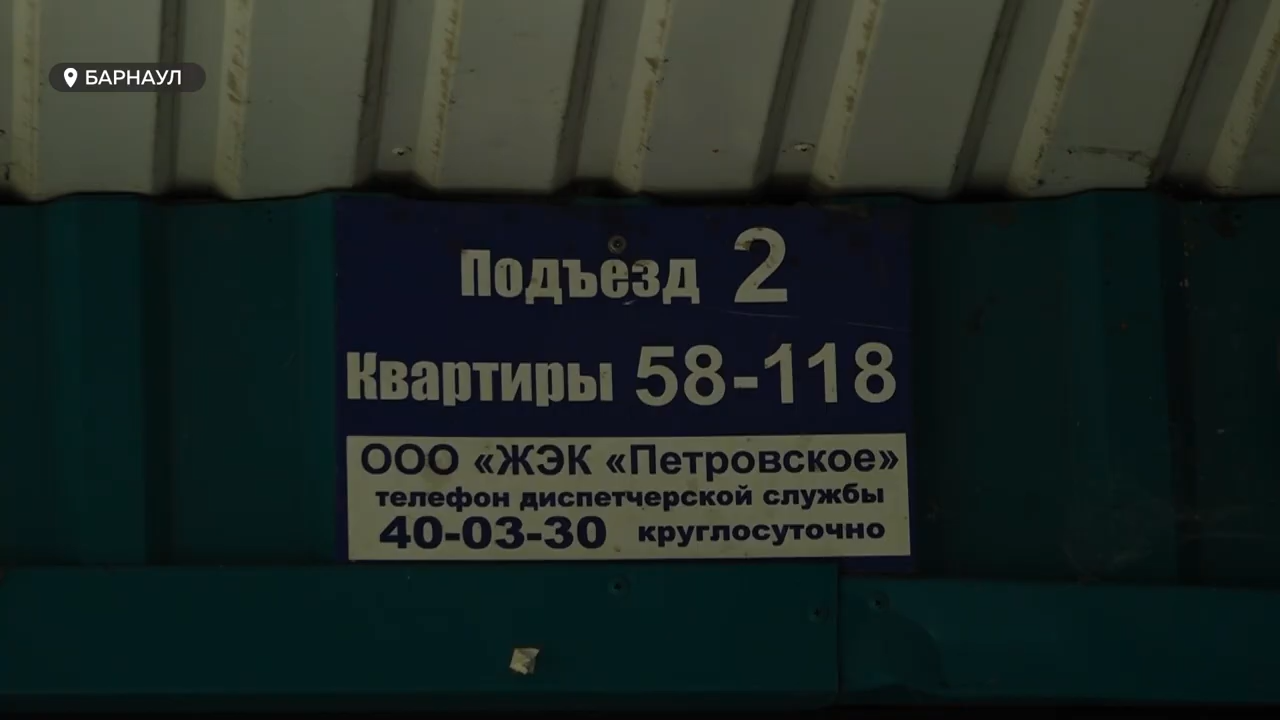 БАРНАУЛ
Подъезд 2
Квартиры 58-118
ООО «ЖЭК «Петровское»
телефон диспетчерской службы
40-03-30 круглосуточно